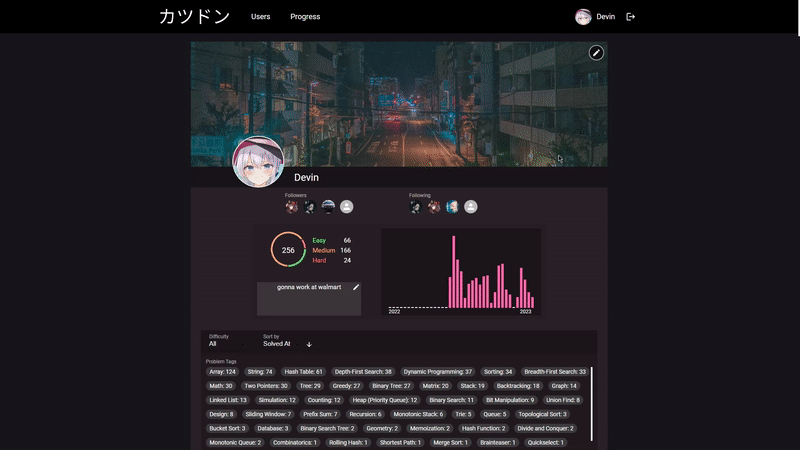 カツドン Users Progress Devin
Devin
Followers Following
256
Easy 66
Medium 166
Hard 24
gonna work at walmart
2022 2023
Difficulty Sort by
All Solved At
Problem Tags
Array: 124 String: 74 Hash Table: 61 Depth-First Search: 38 Dynamic Programming: 37 Sorting: 34 Breadth-First Search: 33
Math: 30 Two Pointers: 30 Tree: 29 Greedy: 27 Binary Tree: 27 Matrix: 20 Stack: 19 Backtracking: 18 Graph: 14
Linked List: 13 Simulation: 12 Counting: 12 Heap (Priority Queue): 12 Binary Search: 11 Bit Manipulation: 9 Union Find: 8
Design: 8 Sliding Window: 7 Prefix Sum: 7 Recursion: 6 Monotonic Stack: 6 Trie: 5 Queue: 5 Topological Sort: 3
Bucket Sort: 3 Database: 3 Binary Search Tree: 2 Geometry: 2 Memoization: 2 Hash Function: 2 Divide and Conquer: 2
Monotonic Queue: 2 Combinatorics: 1 Rolling Hash: 1 Shortest Path: 1 Merge Sort: 1 Brainteaser: 1 Quickselect: 1